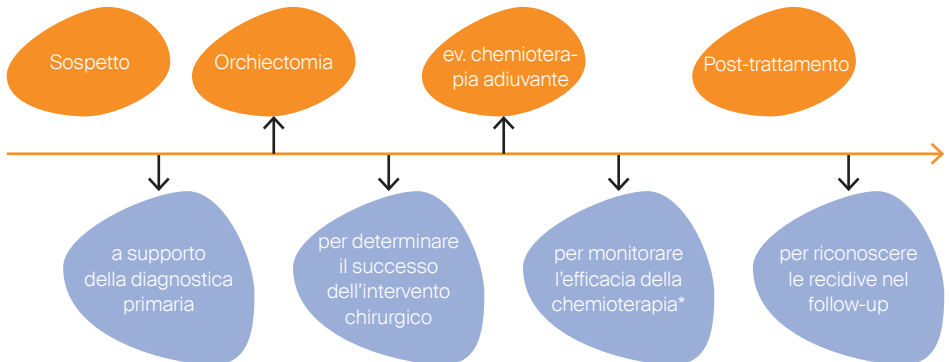 Sospetto
Orchiectomia
ev. chemiotera-
pia adiuvante
Post-trattamento
a supporto
della diagnostica
primaria
per determinare
il successo
dell'intervento
chirurgico
per monitorare
l'efficacia della
chemioterapia*
per riconoscere
le recidive nel
follow-up